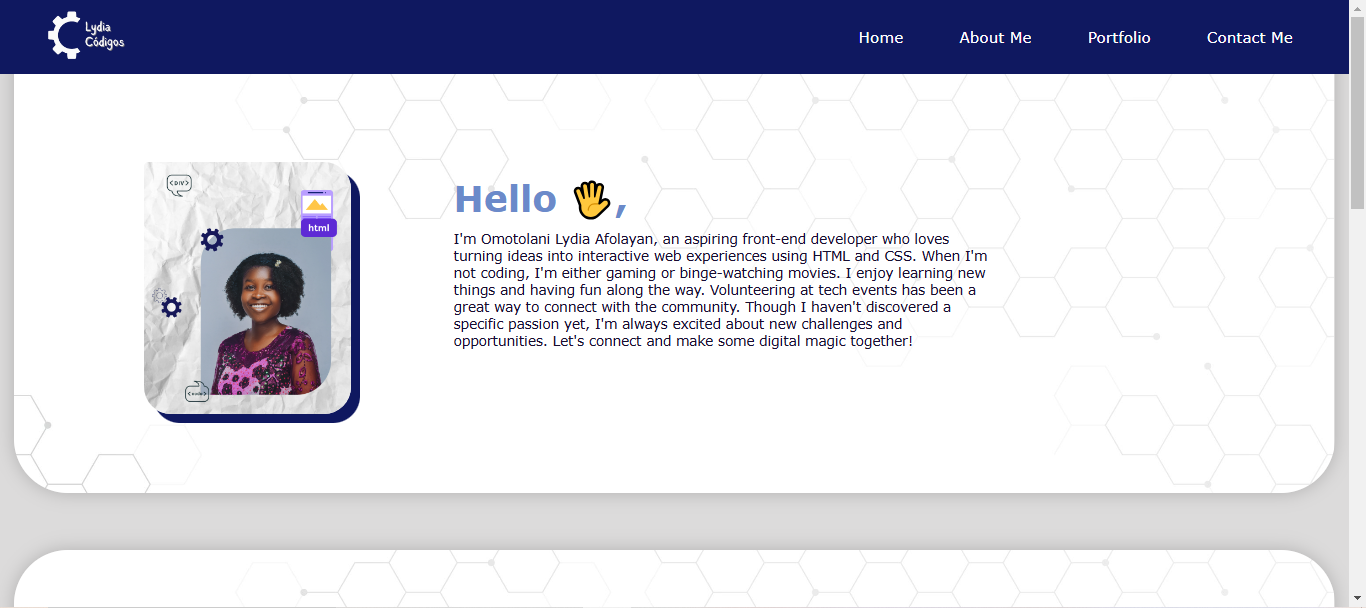 Lydia
Códigos
Home About Me Portfolio Contact Me
<DIV>
html
Hello 👋,
I'm Omotolani Lydia Afolayan, an aspiring front-end developer who loves
turning ideas into interactive web experiences using HTML and CSS. When I'm
not coding, I'm either gaming or binge-watching movies. I enjoy learning new
things and having fun along the way. Volunteering at tech events has been a
great way to connect with the community. Though I haven't discovered a
specific passion yet, I'm always excited about new challenges and
opportunities. Let's connect and make some digital magic together!